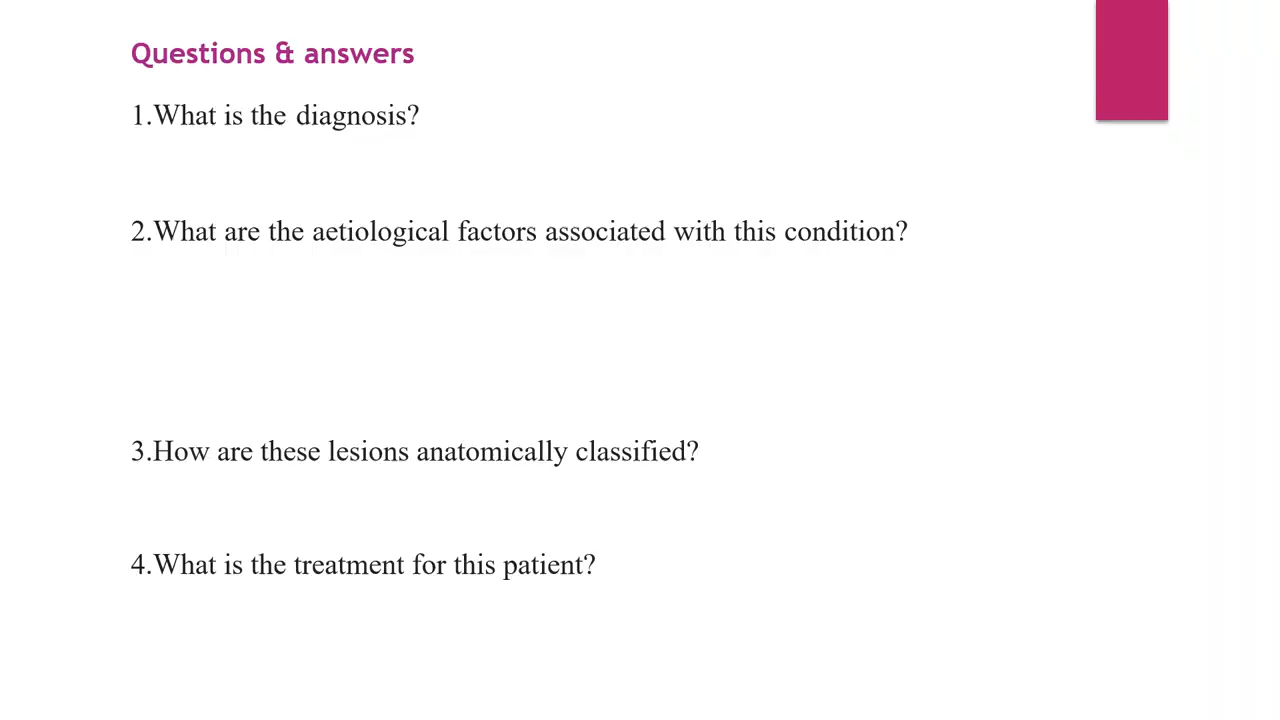 Questions & answers
1.What is the diagnosis?
2.What are the aetiological factors associated with this condition?
3.How are these lesions anatomically classified?
4.What is the treatment for this patient?